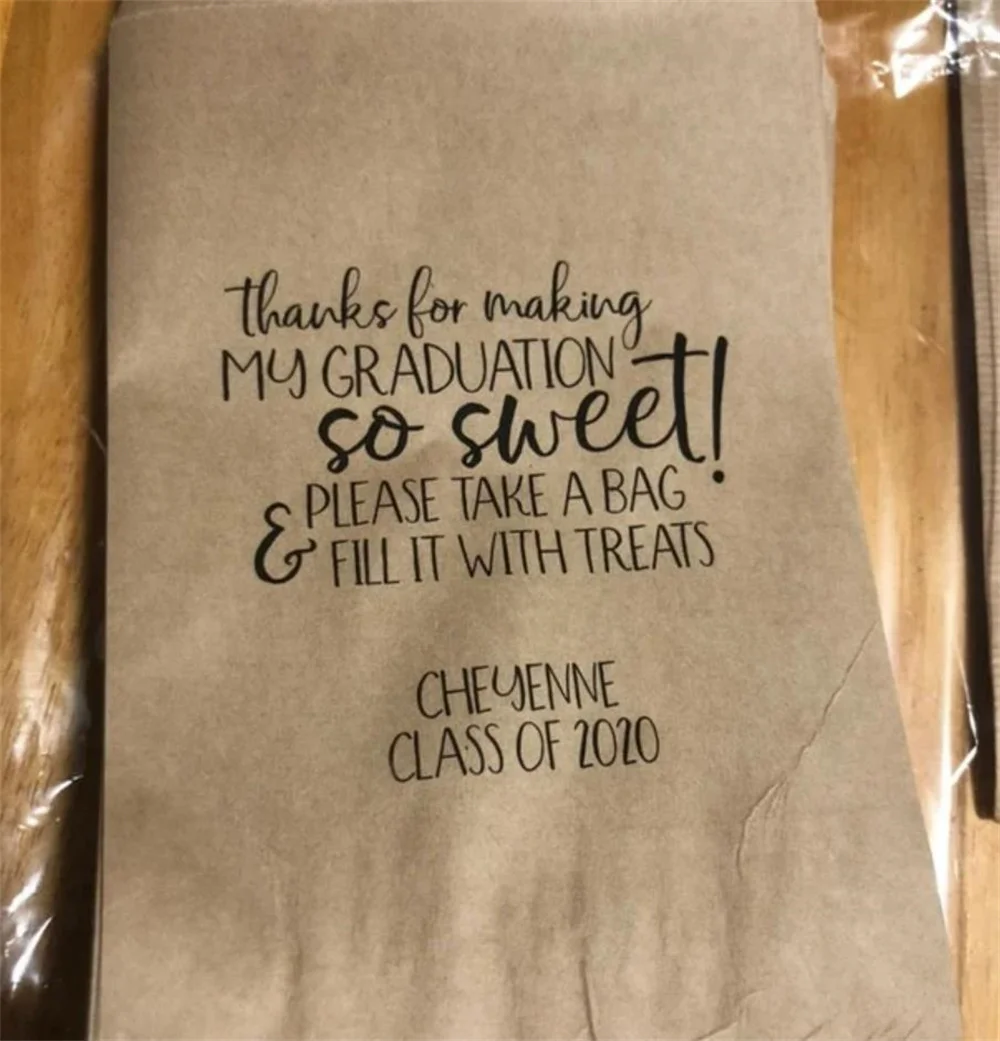 thanks for making
MY GRADUATION
so sweet!
PLEASE TAKE A BAG
& FILL IT WITH TREATS
CHEYENNE
CLASS OF 2020